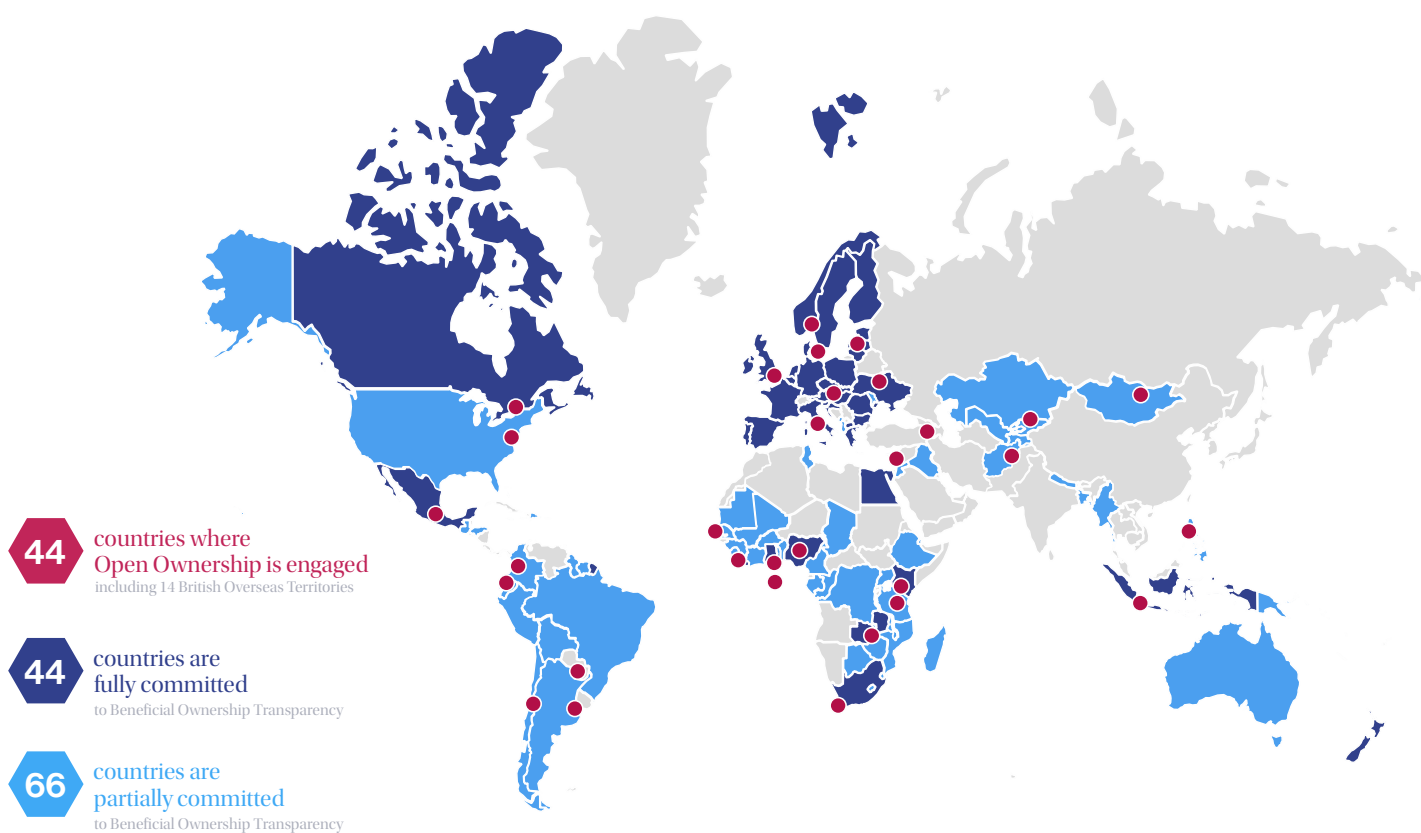 44
countries where
Open Ownership is engaged
including 14 British Overseas Territories
44
countries are
fully committed
to Beneficial Ownership Transparency
66
countries are
partially committed
to Beneficial Ownership Transparency